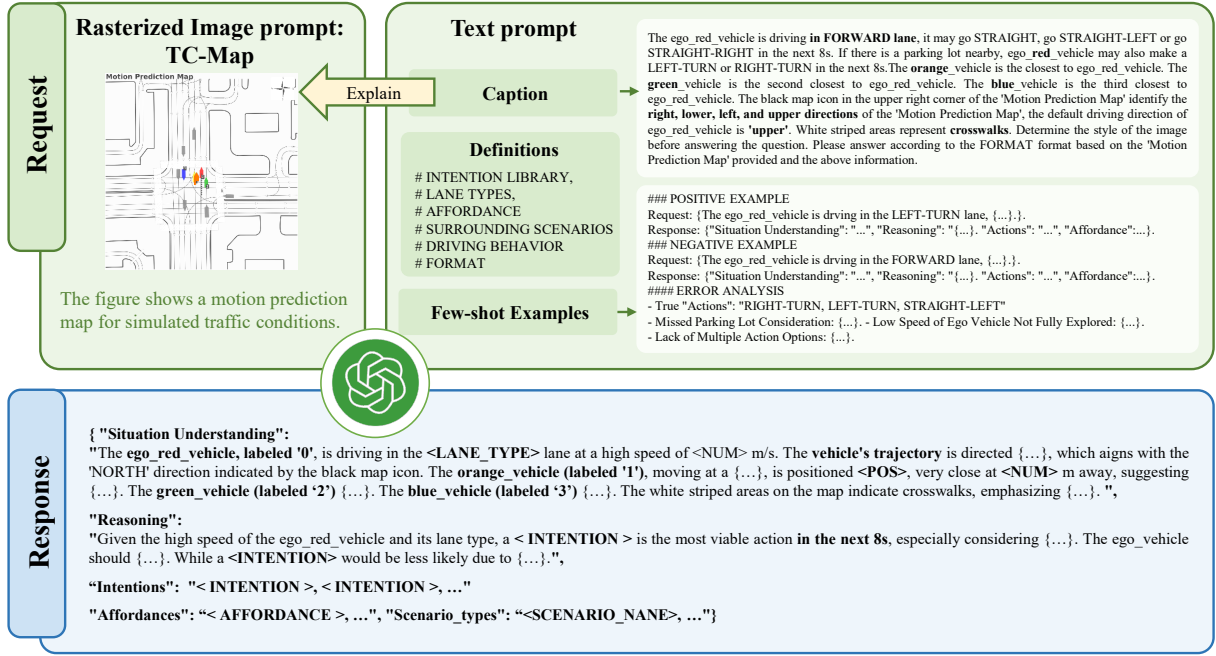 Request
Rasterized Image prompt:
TC-Map
Motion Prediction Map
The figure shows a motion prediction
map for simulated traffic conditions.
Explain
Text prompt
Caption
Definitions
# INTENTION LIBRARY,
# LANE TYPES,
# AFFORDANCE
# SURROUNDING SCENARIOS
# DRIVING BEHAVIOR
# FORMAT
Few-shot Examples
The ego_red_vehicle is driving in FORWARD lane, it may go STRAIGHT, go STRAIGHT-LEFT or go
STRAIGHT-RIGHT in the next 8s. If there is a parking lot nearby, ego_red_vehicle may also make a
LEFT-TURN or RIGHT-TURN in the next 8s.The orange_vehicle is the closest to ego_red_vehicle. The
green_vehicle is the second closest to ego_red_vehicle. The blue_vehicle is the third closest to
ego_red_vehicle. The black map icon in the upper right corner of the 'Motion Prediction Map' identify the
right, lower, left, and upper directions of the 'Motion Prediction Map', the default driving direction of
ego_red_vehicle is 'upper'. White striped areas represent crosswalks. Determine the style of the image
before answering the question. Please answer according to the FORMAT format based on the 'Motion
Prediction Map' provided and the above information.
### POSITIVE EXAMPLE
Request: {The ego_red_vehicle is drving in the LEFT-TURN lane, {...}.}.
Response: {"Situation Understanding": "...", "Reasoning": "{...}. "Actions": "...", "Affordance":...}.
### NEGATIVE EXAMPLE
Request: {The ego_red_vehicle is drving in the FORWARD lane, {...}.}.
Response: {"Situation Understanding": "...", "Reasoning": "{...}. "Actions": "...", "Affordance":...}.
#### ERROR ANALYSIS
- True "Actions": "RIGHT-TURN, LEFT-TURN, STRAIGHT-LEFT"
- Missed Parking Lot Consideration: {...}. - Low Speed of Ego Vehicle Not Fully Explored: {...}.
- Lack of Multiple Action Options: {...}.
Response
{ "Situation Understanding":
"The ego_red_vehicle, labeled '0', is driving in the <LANE_TYPE> lane at a high speed of <NUM> m/s. The vehicle's trajectory is directed {…}, which aigns with the
'NORTH' direction indicated by the black map icon. The orange_vehicle (labeled '1'), moving at a {…}, is positioned <POS>, very close at <NUM> m away, suggesting
{…}. The green_vehicle (labeled ‘2’) {…}. The blue_vehicle (labeled ‘3’) {…}. The white striped areas on the map indicate crosswalks, emphasizing {…}. ",
"Reasoning":
"Given the high speed of the ego_red_vehicle and its lane type, a < INTENTION > is the most viable action in the next 8s, especially considering {…}. The ego_vehicle
should {…}. While a <INTENTION> would be less likely due to {…}.",
“Intentions": "< INTENTION >, < INTENTION >, …"
"Affordances": “< AFFORDANCE >, …", "Scenario_types": “<SCENARIO_NANE>, …"}